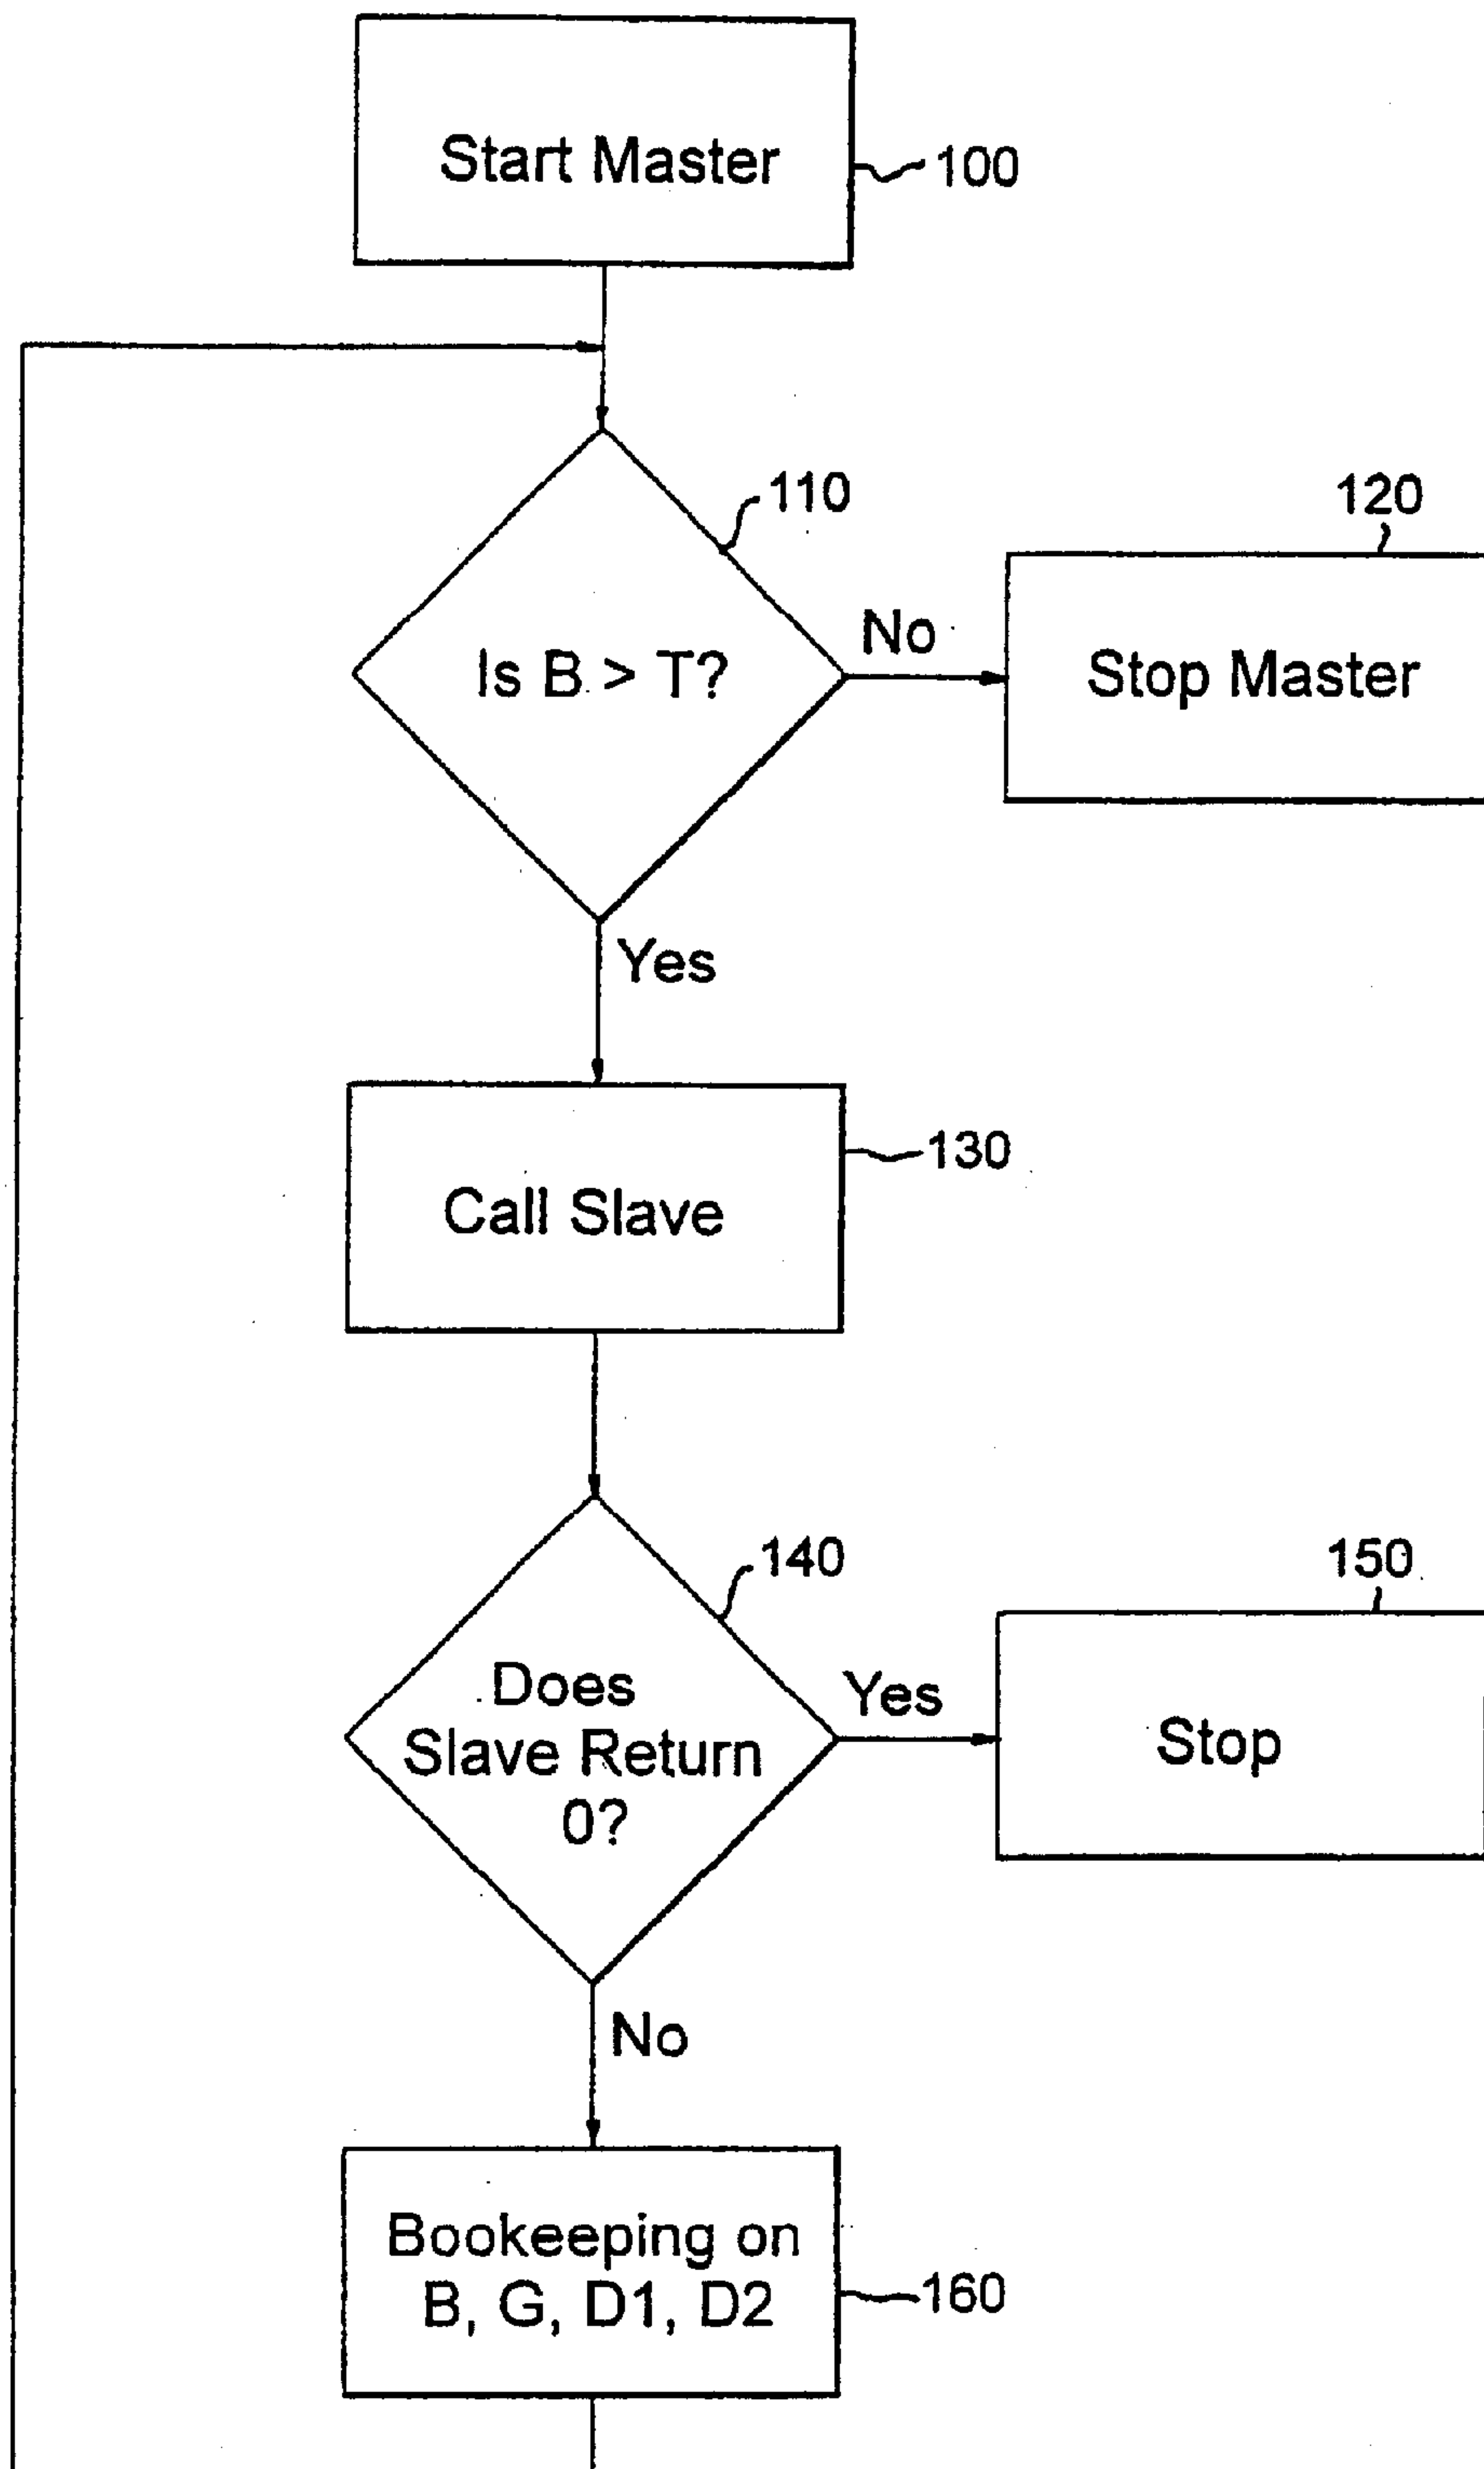 Start Master
100
110
120
Is B > T?
No
Stop Master
Yes
130
Call Slave
140
150
Does
Slave Return
0?
Yes
Stop
No
Bookeeping on
B, G, D1, D2
160